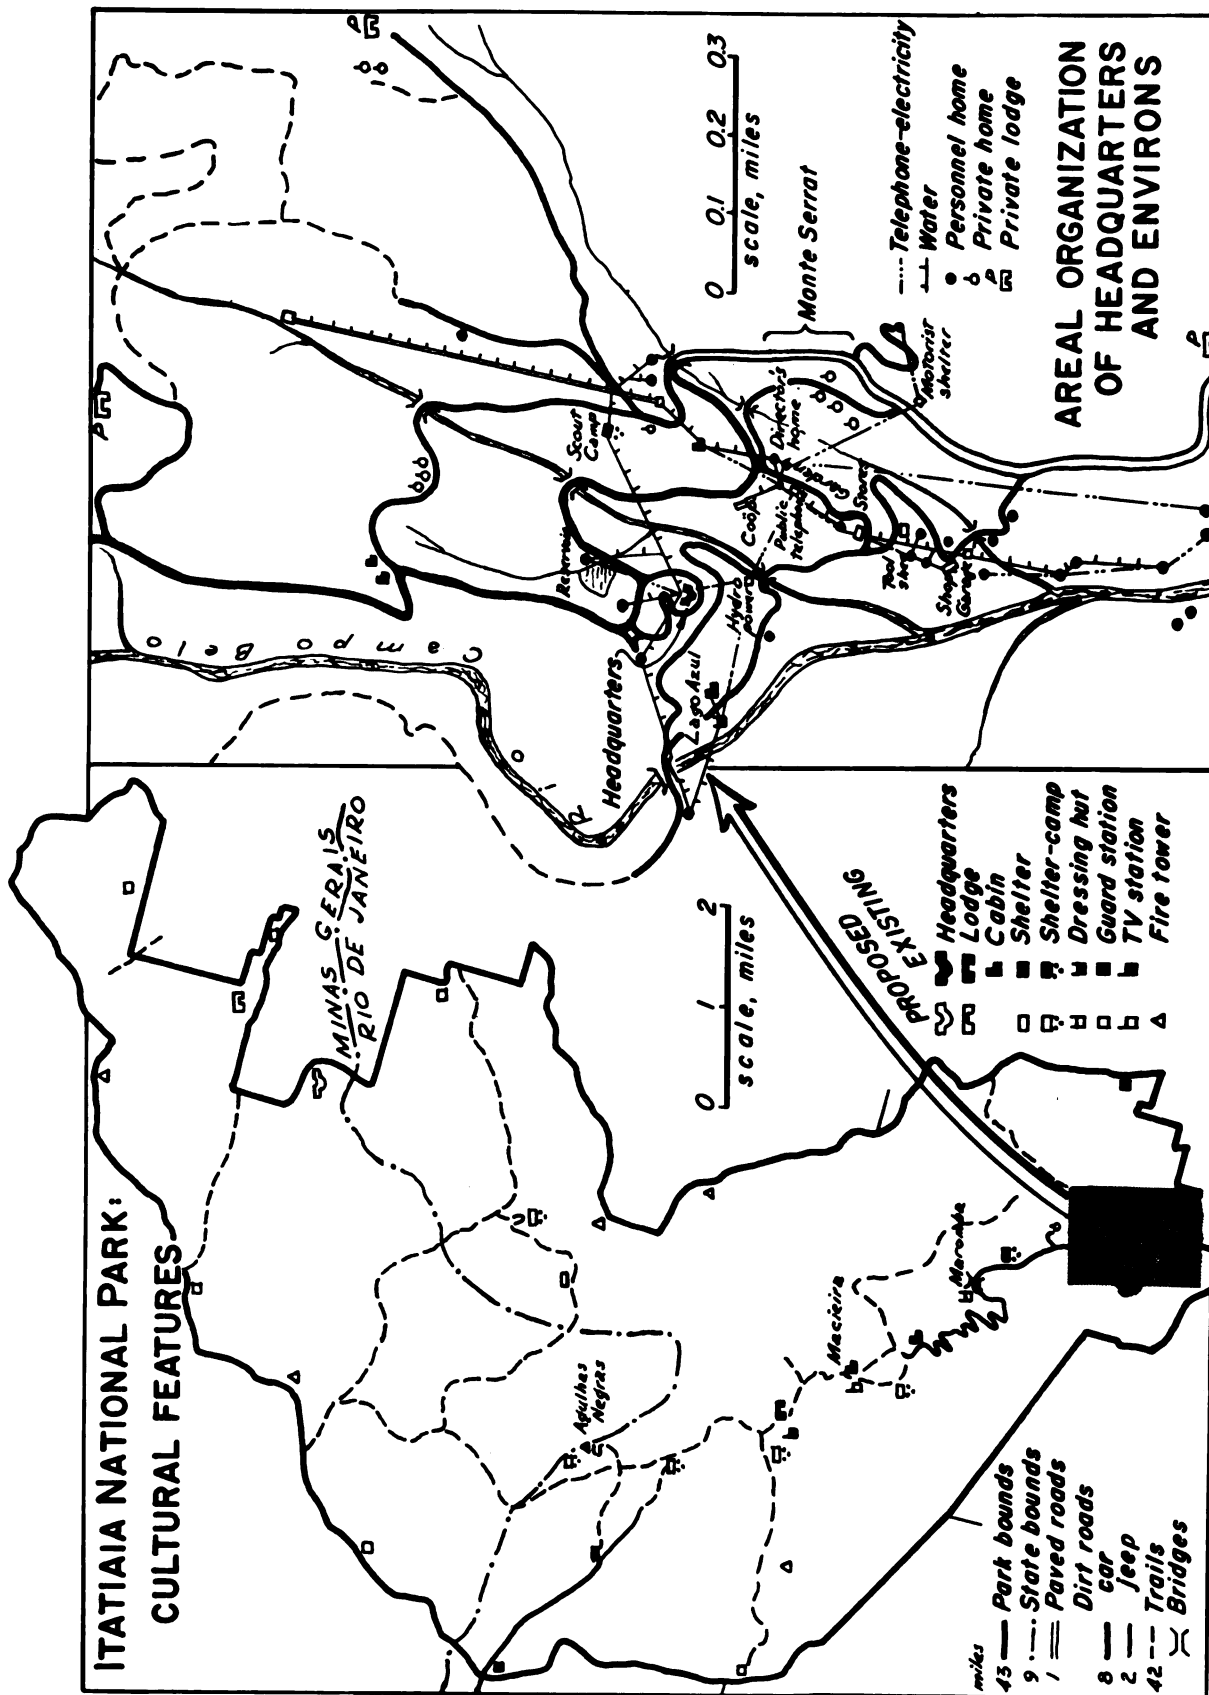 ITATIAIA NATIONAL PARK:
CULTURAL FEATURES
MINAS GERAIS
RIO DE JANEIRO
Agulhas
Negras
Macieira
Maromba
0 1 2
scale, miles
miles
43 Park bounds
9 State bounds
1 Paved roads
Dirt roads
8 car
2 jeep
42 Trails
Bridges
PROPOSED
EXISTING
Headquarters
Lodge
Cabin
Shelter
Shelter-camp
Dressing hut
Guard station
TV station
Fire tower
R i o
Campo Belo
Headquarters
Reservoir
Scout
Camp
Lago Azul
Hydro
power
Coöp
Public
telephone
Director's
home
Garden
Stores
Tool
shed
Shop
Garage
Motorist
shelter
Monte Serrat
0 0.1 0.2 0.3
scale, miles
Telephone-electricity
Water
Personnel home
P Private home
P Private lodge
P
P
P
AREAL ORGANIZATION
OF HEADQUARTERS
AND ENVIRONS